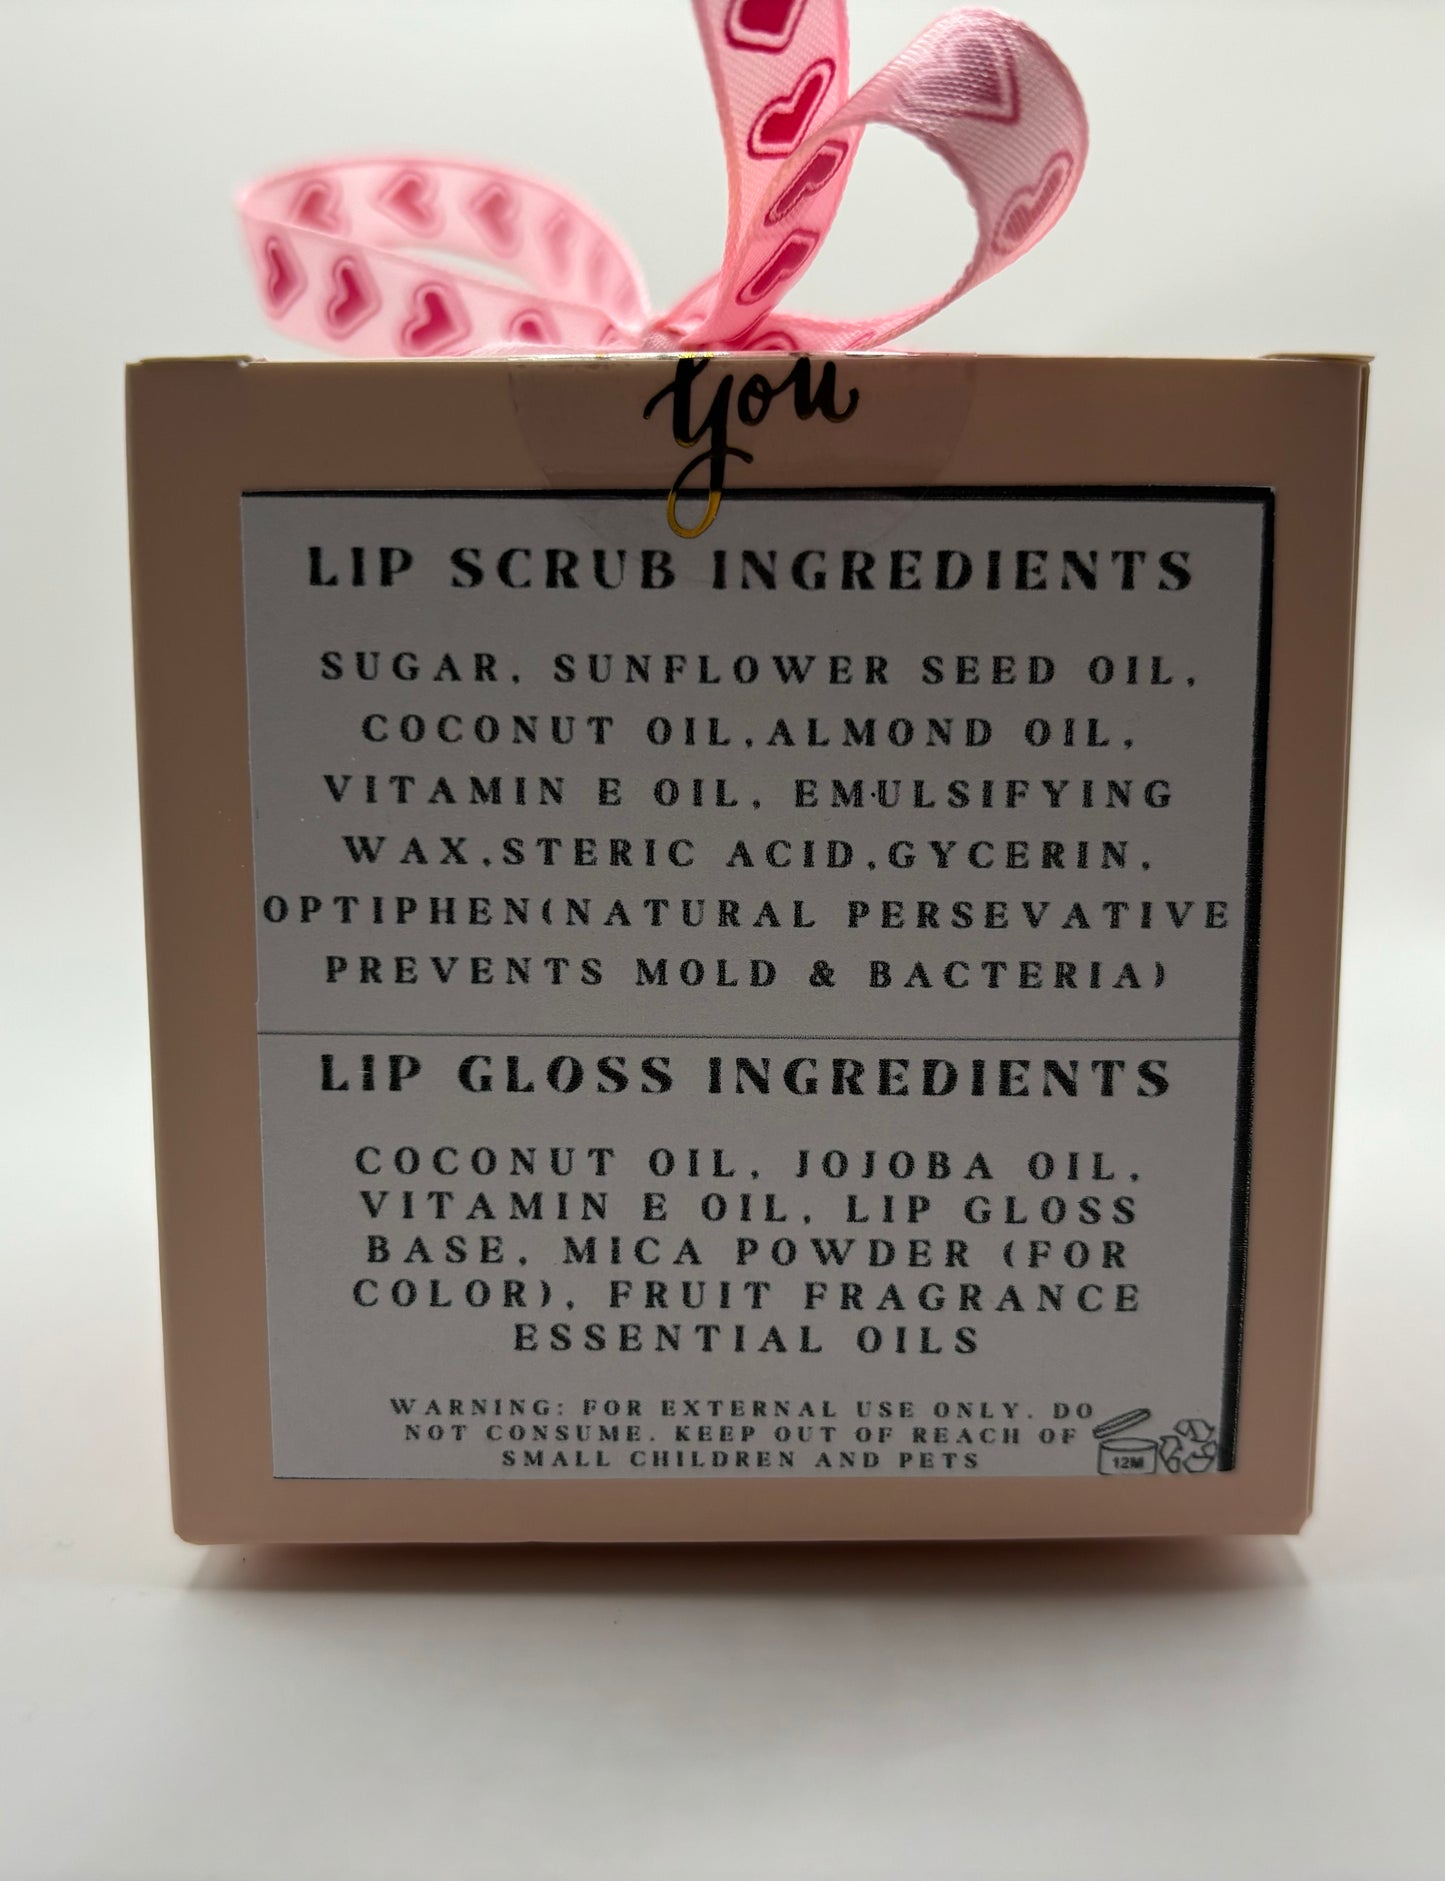 you
LIP SCRUB INGREDIENTS
SUGAR, SUNFLOWER SEED OIL,
COCONUT OIL,ALMOND OIL,
VITAMIN E OIL, EMULSIFYING
WAX,STERIC ACID,GYCERIN,
OPTIPHEN(NATURAL PERSEVATIVE
PREVENTS MOLD & BACTERIA)
LIP GLOSS INGREDIENTS
COCONUT OIL, JOJOBA OIL,
VITAMIN E OIL, LIP GLOSS
BASE, MICA POWDER (FOR
COLOR), FRUIT FRAGRANCE
ESSENTIAL OILS
WARNING: FOR EXTERNAL USE ONLY. DO
NOT CONSUME. KEEP OUT OF REACH OF
SMALL CHILDREN AND PETS
12M